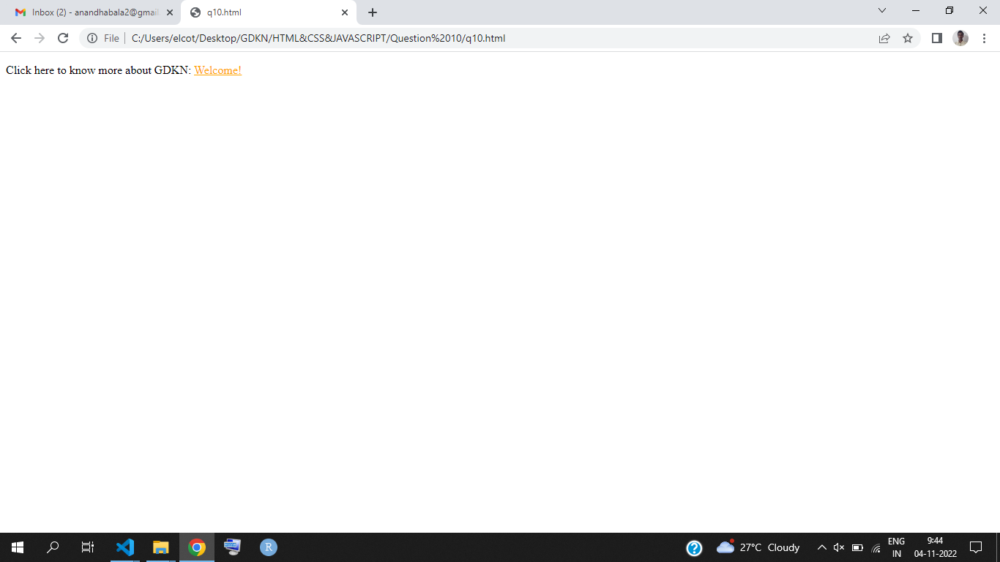 Inbox (2) - anandhabala2@gmail.
q10.html
File
C:/Users/elcot/Desktop/GDKN/HTML&CSS&JAVASCRIPT/Question%2010/q10.html
Click here to know more about GDKN: Welcome!
R
27°C Cloudy
ENG
IN
9:44
04-11-2022